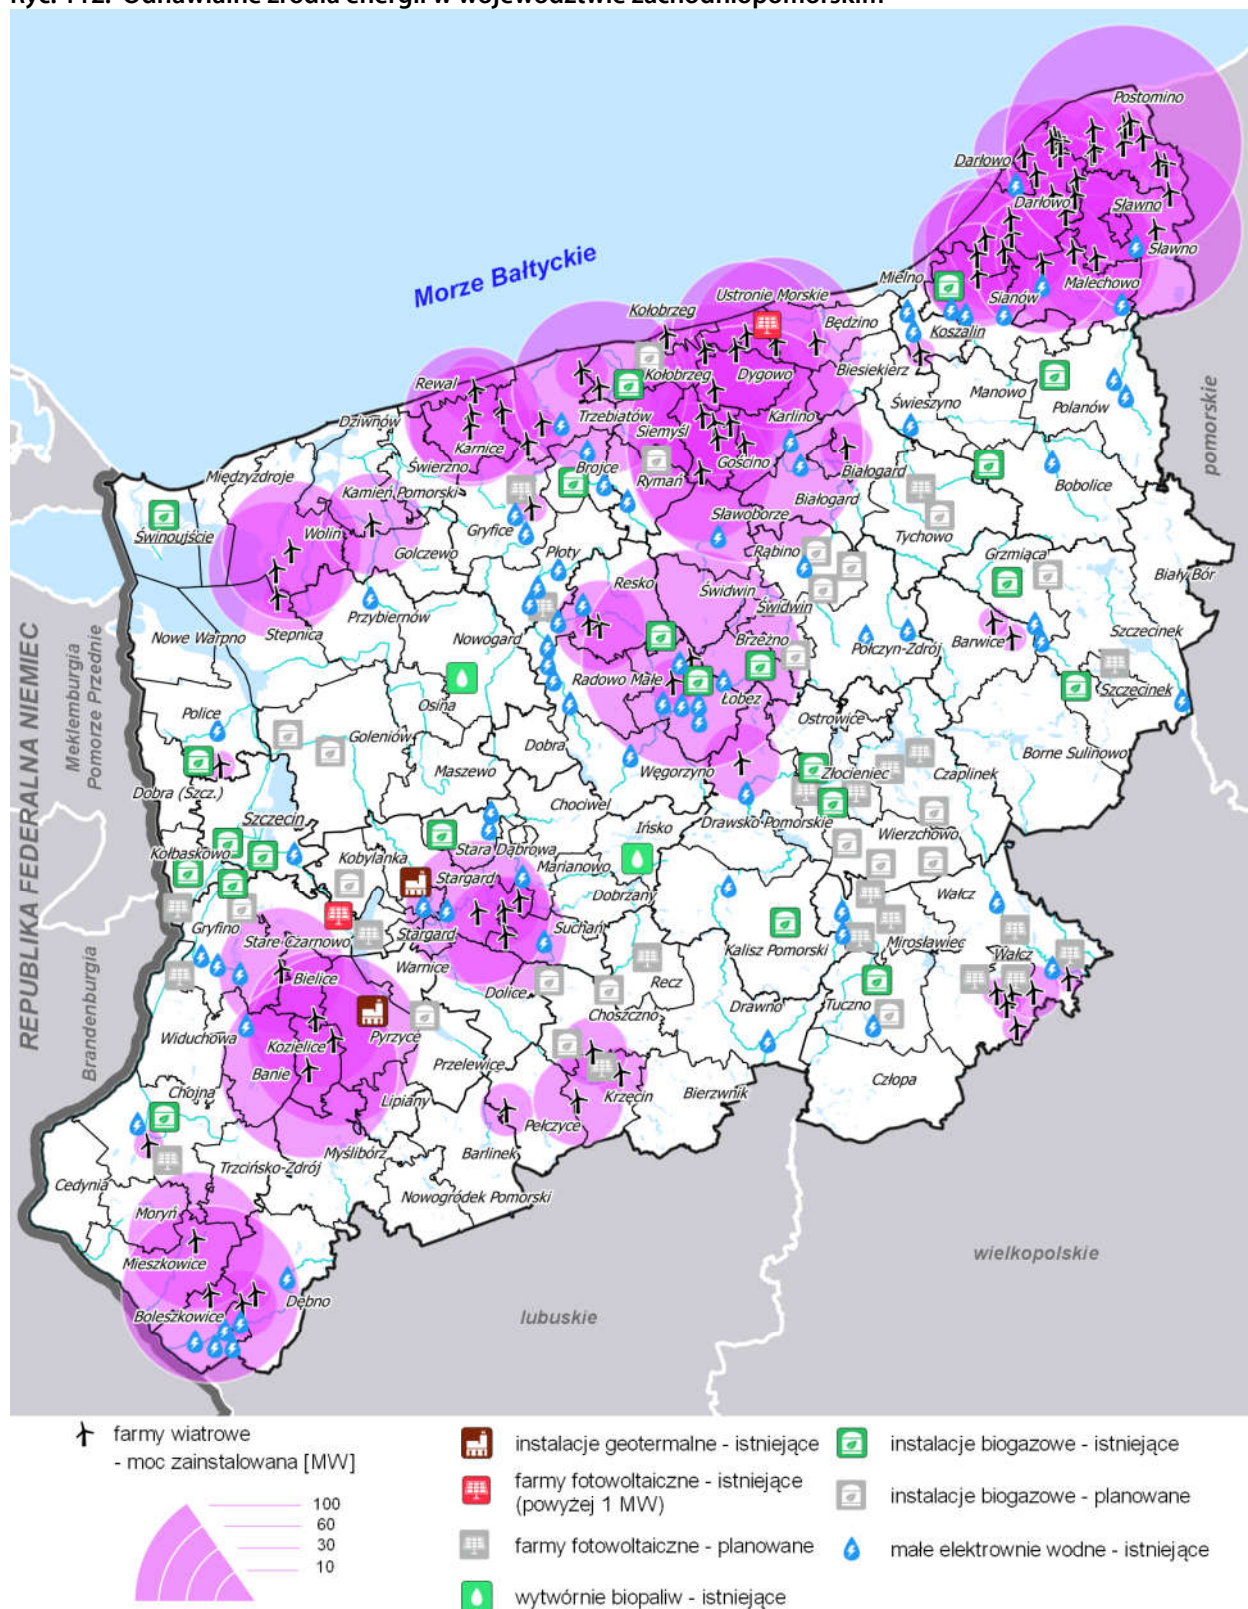 Ryc. 112. Odnawialne źródła energii w województwie zachodniopomorskim
Postomino
Darłowo
Darłowo
Sławno
Sławno
Morze Bałtyckie
Mielno
Malechowo
Sianów
Ustronie Morskie
Kołobrzeg
Będzino
Koszalin
Kołobrzeg
Dygowo
Biesiekierz
Manowo
Rewal
Trzebiatów
Karlino
Świeszyno
Polanów
pomorskie
Dziwnów
Siemyśl
Karnice
Gościno
Białogard
Międzyzdroje
Świerzno
Brojce
Ryman
Bobolice
Kamień Pomorski
Białogard
Świnoujście
Wolin
Gryfice
Sławoborze
Tychowo
Golczewo
Płoty
Rąbino
Grzmiąca
Biały Bór
Resko
Świdwin
Świdwin
Przybiernów
Stepnica
Nowogard
Brzeżno
Połczyn-Zdrój
Barwice
Szczecinek
Nowe Warpno
Radowo Małe
Łobez
Szczecinek
REPUBLIKA FEDERALNA NIEMIEC
Meklemburgia
Pomorze Przednie
Police
Osina
Ostrowice
Goleniów
Dobra
Borne Sulinowo
Maszewo
Węgorzyno
Złocieniec
Czaplinek
Dobra (Szcz.)
Chociwel
Szczecin
Ińsko
Drawsko Pomorskie
Wierzchowo
Kołbaskowo
Kobylanka
Stara Dąbrowa
Marianowo
Stargard
Dobrzany
Wałcz
Gryfino
Stargard
Suchań
Stare Czarnowo
Kalisz Pomorski
Mirosławiec
Wałcz
Brandenburgia
Bielice
Warnice
Dolice
Recz
Drawno
Tuczno
Choszczno
Widuchowa
Kozielice
Pyrzyce
Banie
Przelewice
Człopa
Chojna
Lipiany
Krzęcin
Bierzwnik
Pełczyce
Trzcińsko-Zdrój
Myślibórz
Barlinek
Cedynia
Nowogródek Pomorski
Moryń
Mieszkowice
wielkopolskie
Boleszkowice
Dębno
lubuskie
farmy wiatrowe
- moc zainstalowana [MW]
100
60
30
10
instalacje geotermalne - istniejące
farmy fotowoltaiczne - istniejące
(powyżej 1 MW)
farmy fotowoltaiczne - planowane
wytwórnie biopaliw - istniejące
instalacje biogazowe - istniejące
instalacje biogazowe - planowane
małe elektrownie wodne - istniejące